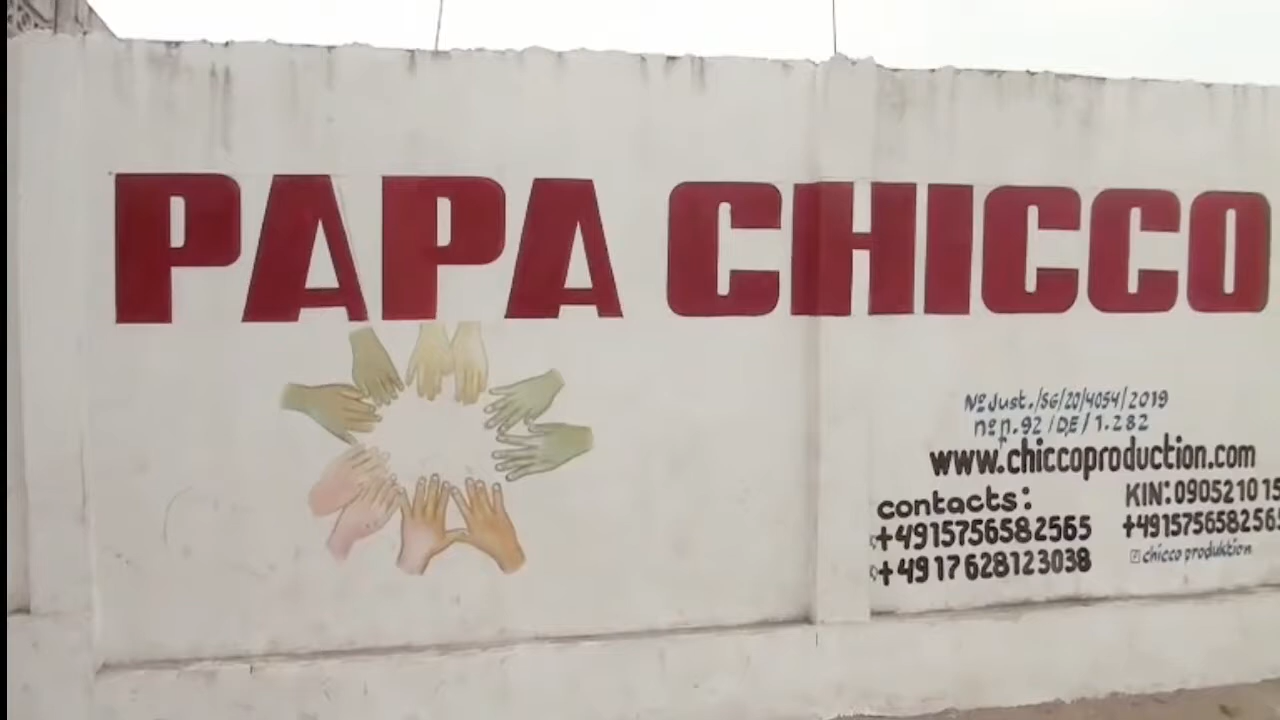 PAPA CHICCO
Nº Just./SG/20/4054/2019
nº n.92/DE/1.282
www.chiccoproduction.com
contacts:
+4915756582565
+4917628123038
KIN:090521015
+4915756582565
chicco produktion